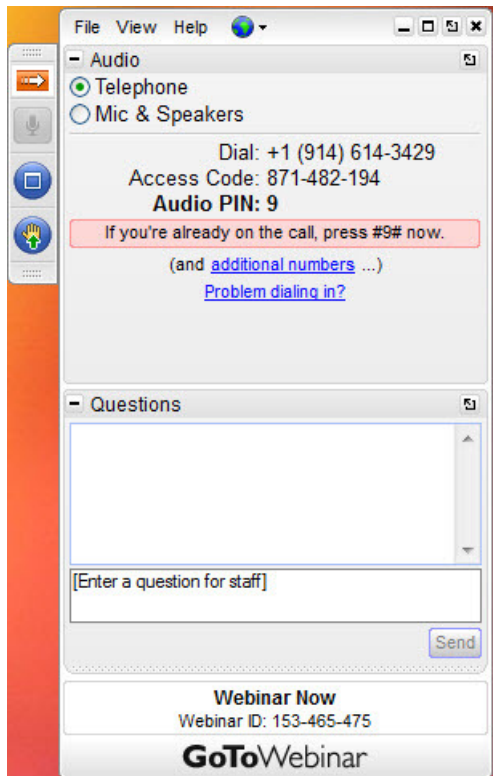 File View Help
Audio
Telephone
Mic & Speakers
Dial: +1 (914) 614-3429
Access Code: 871-482-194
Audio PIN: 9
If you're already on the call, press #9# now.
(and additional numbers ...)
Problem dialing in?
Questions
[Enter a question for staff]
Send
Webinar Now
Webinar ID: 153-465-475
GoToWebinar